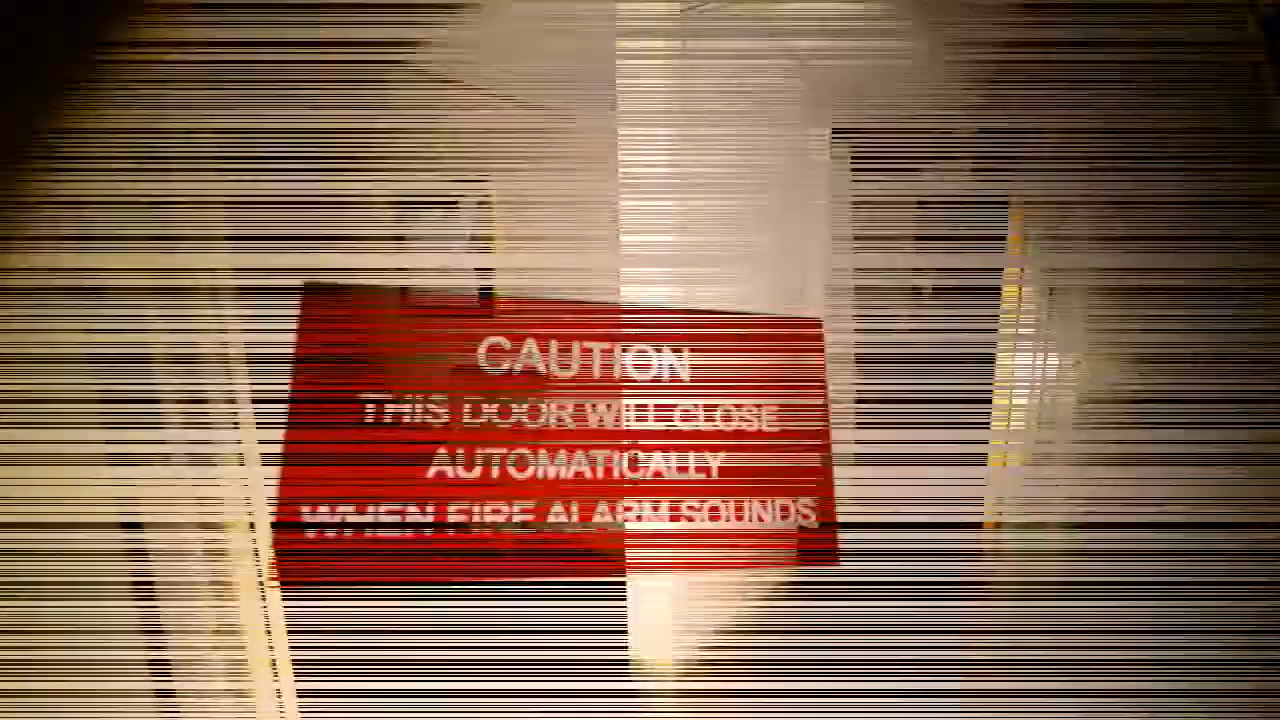 CAUTION
THIS DOOR WILL CLOSE
AUTOMATICALLY
WHEN FIRE ALARM SOUNDS